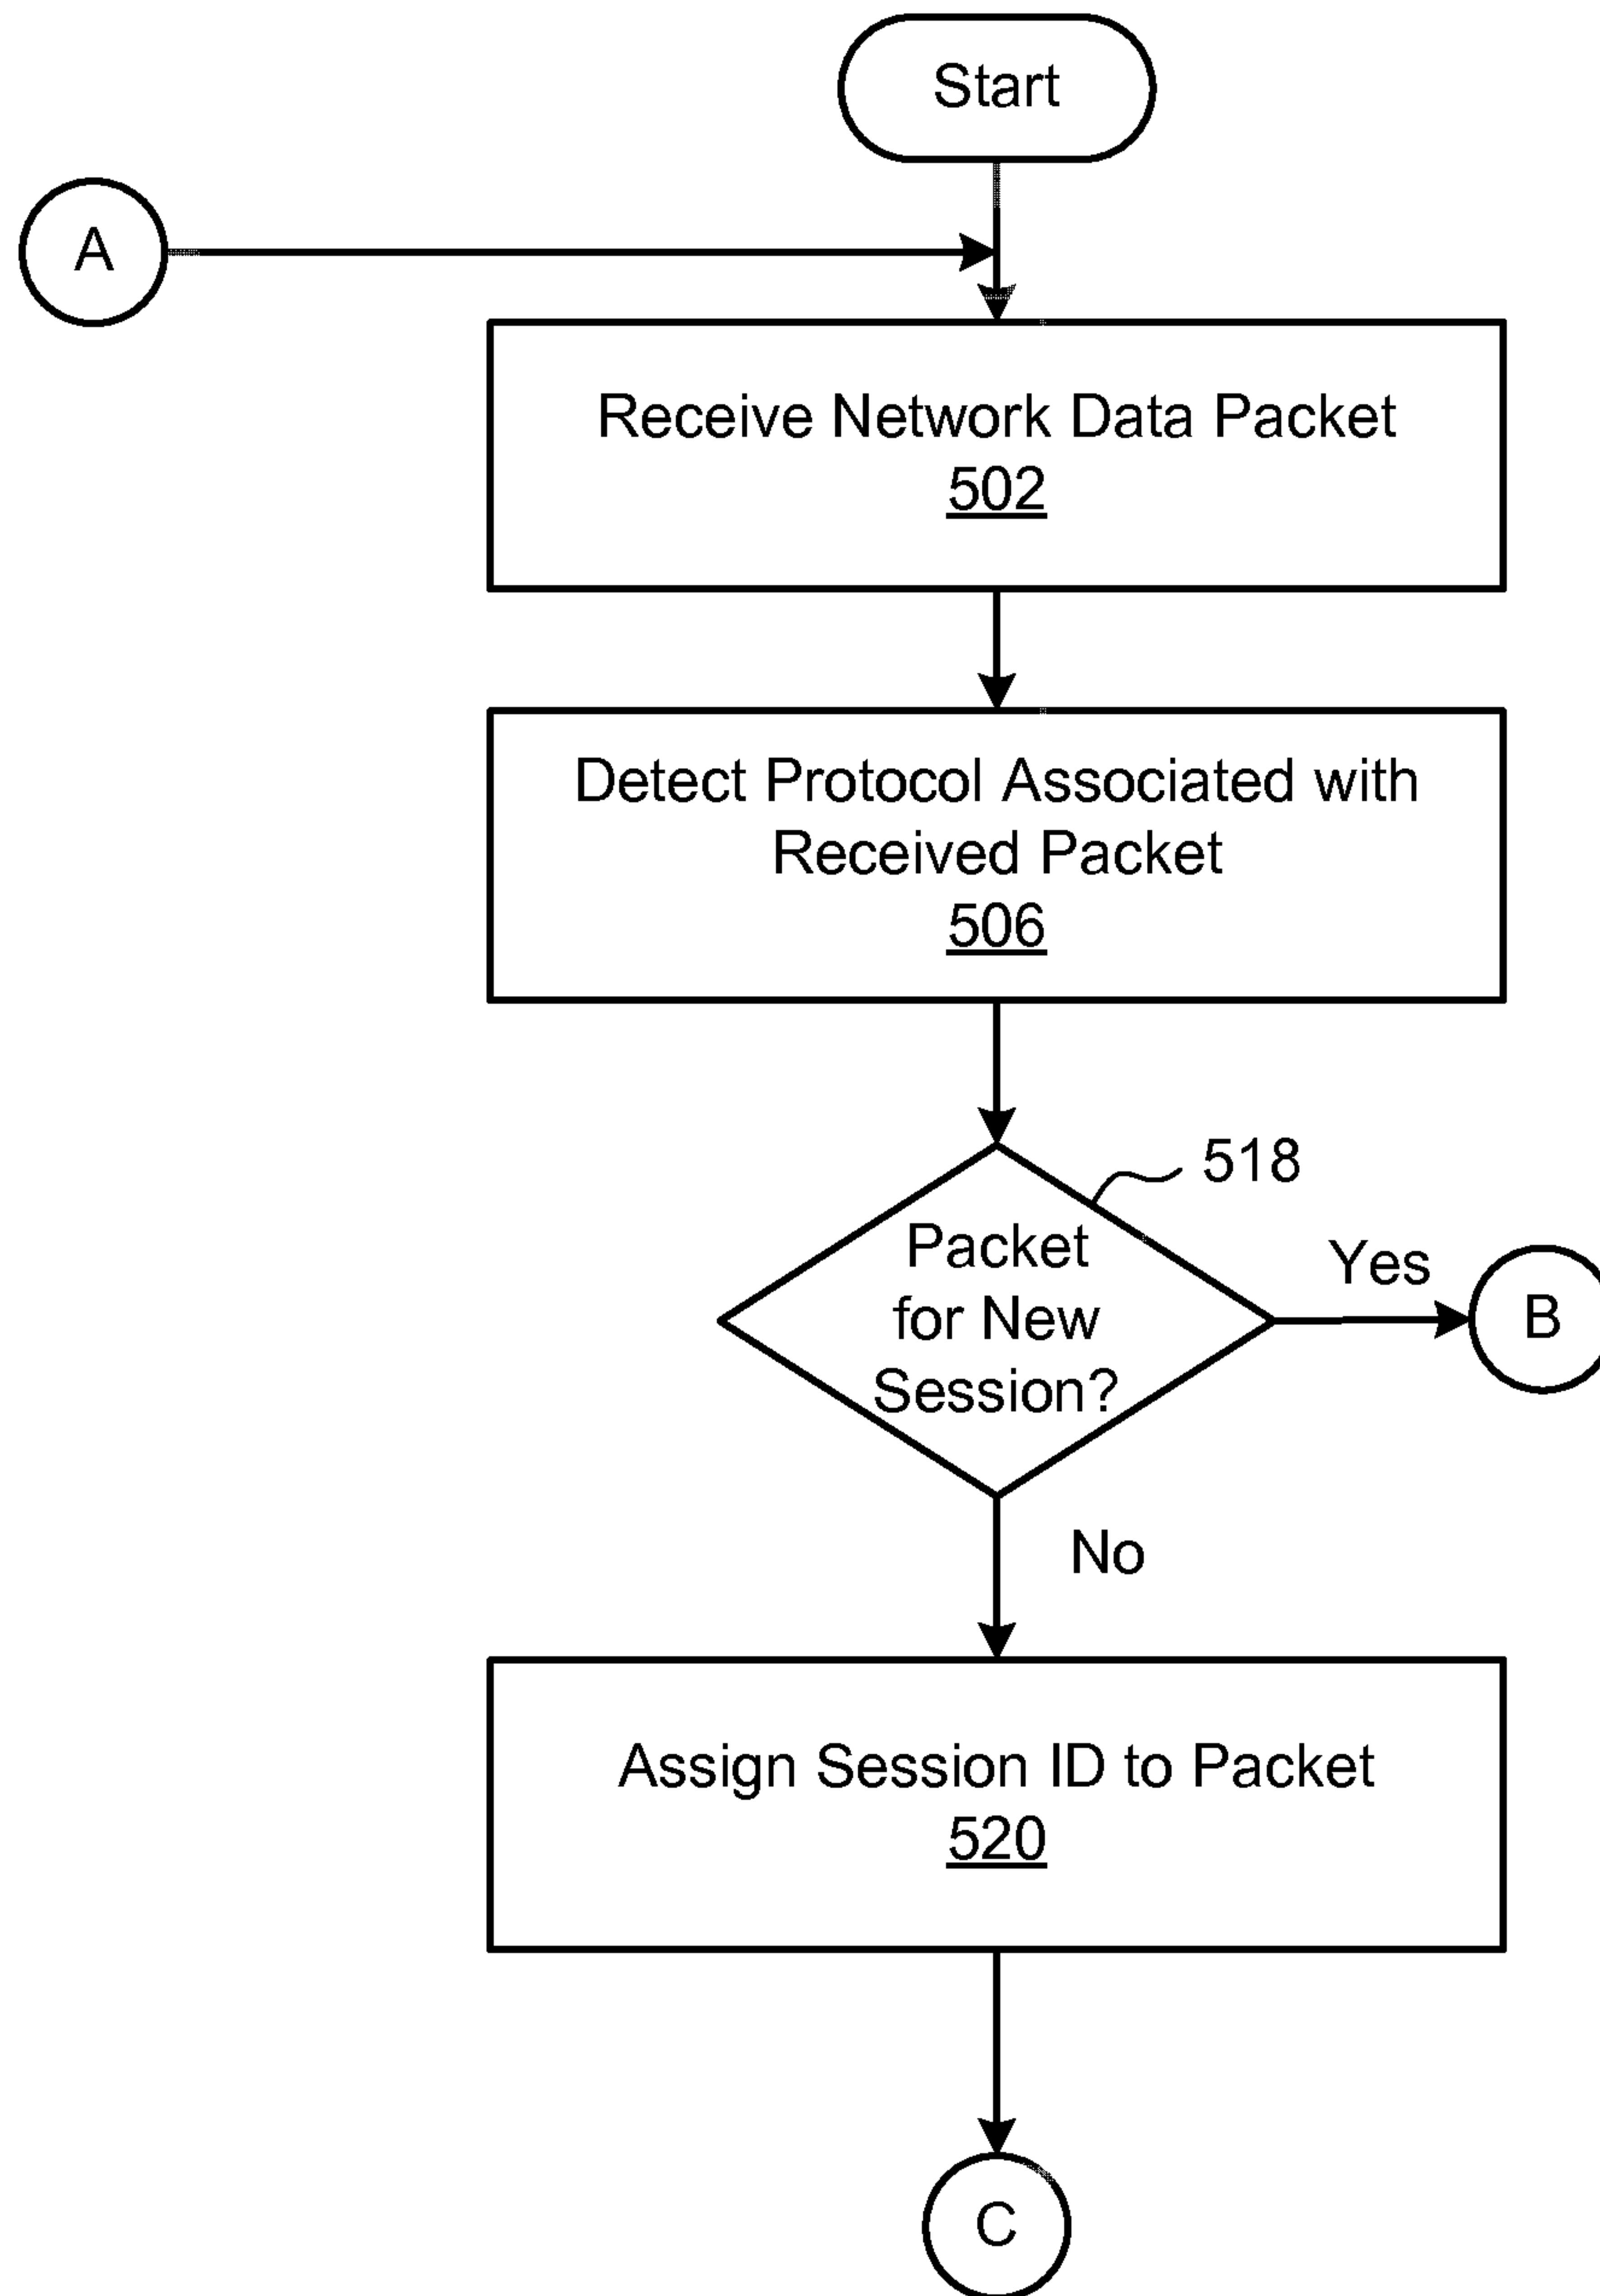 Start
A
Receive Network Data Packet
502
Detect Protocol Associated with
Received Packet
506
518
Packet
for New
Session?
Yes
B
No
Assign Session ID to Packet
520
C